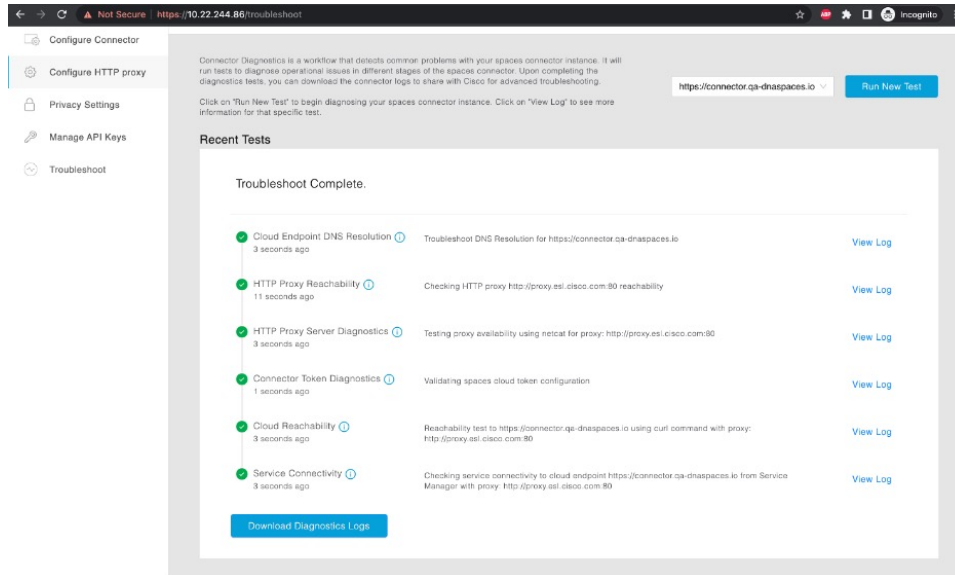 Not Secure https://10.22.244.86/troubleshoot
Incognito
Configure Connector
Configure HTTP proxy
Privacy Settings
Manage API Keys
Troubleshoot
Connector Diagnostics is a workflow that detects common problems with your spaces connector instance. It will
run tests to diagnose operational issues in different stages of the spaces connector. Upon completing the
diagnostics tests, you can download the connector logs to share with Cisco for advanced troubleshooting.
Click on "Run New Test" to begin diagnosing your spaces connector instance. Click on "View Log" to see more
information for that specific test.
https://connector.qa-dnaspaces.io
Run New Test
Recent Tests
Troubleshoot Complete.
Cloud Endpoint DNS Resolution
3 seconds ago
Troubleshoot DNS Resolution for https://connector.qa-dnaspaces.io
View Log
HTTP Proxy Reachability
11 seconds ago
Checking HTTP proxy http://proxy.esl.cisco.com:80 reachability
View Log
HTTP Proxy Server Diagnostics
3 seconds ago
Testing proxy availability using netcat for proxy: http://proxy.esl.cisco.com:80
View Log
Connector Token Diagnostics
1 seconds ago
Validating spaces cloud token configuration
View Log
Cloud Reachability
3 seconds ago
Reachability test to https://connector.qa-dnaspaces.io using curl command with proxy:
http://proxy.esl.cisco.com:80
View Log
Service Connectivity
3 seconds ago
Checking service connectivity to cloud endpoint https://connector.qa-dnaspaces.io from Service
Manager with proxy: http://proxy.esl.cisco.com:80
View Log
Download Diagnostics Logs